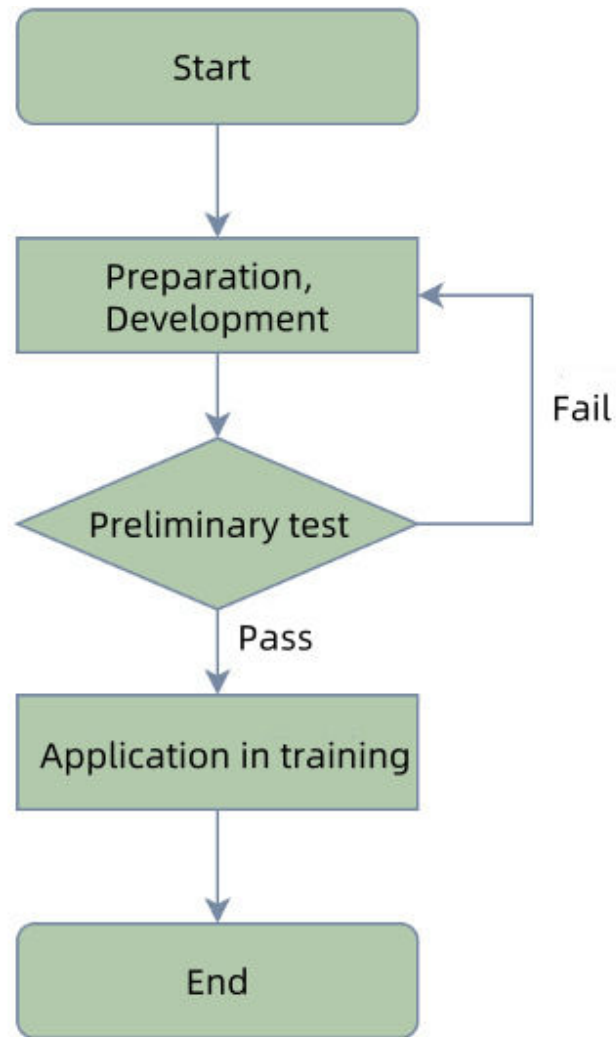 Start
Preparation,
Development
Fail
Preliminary test
Pass
Application in training
End